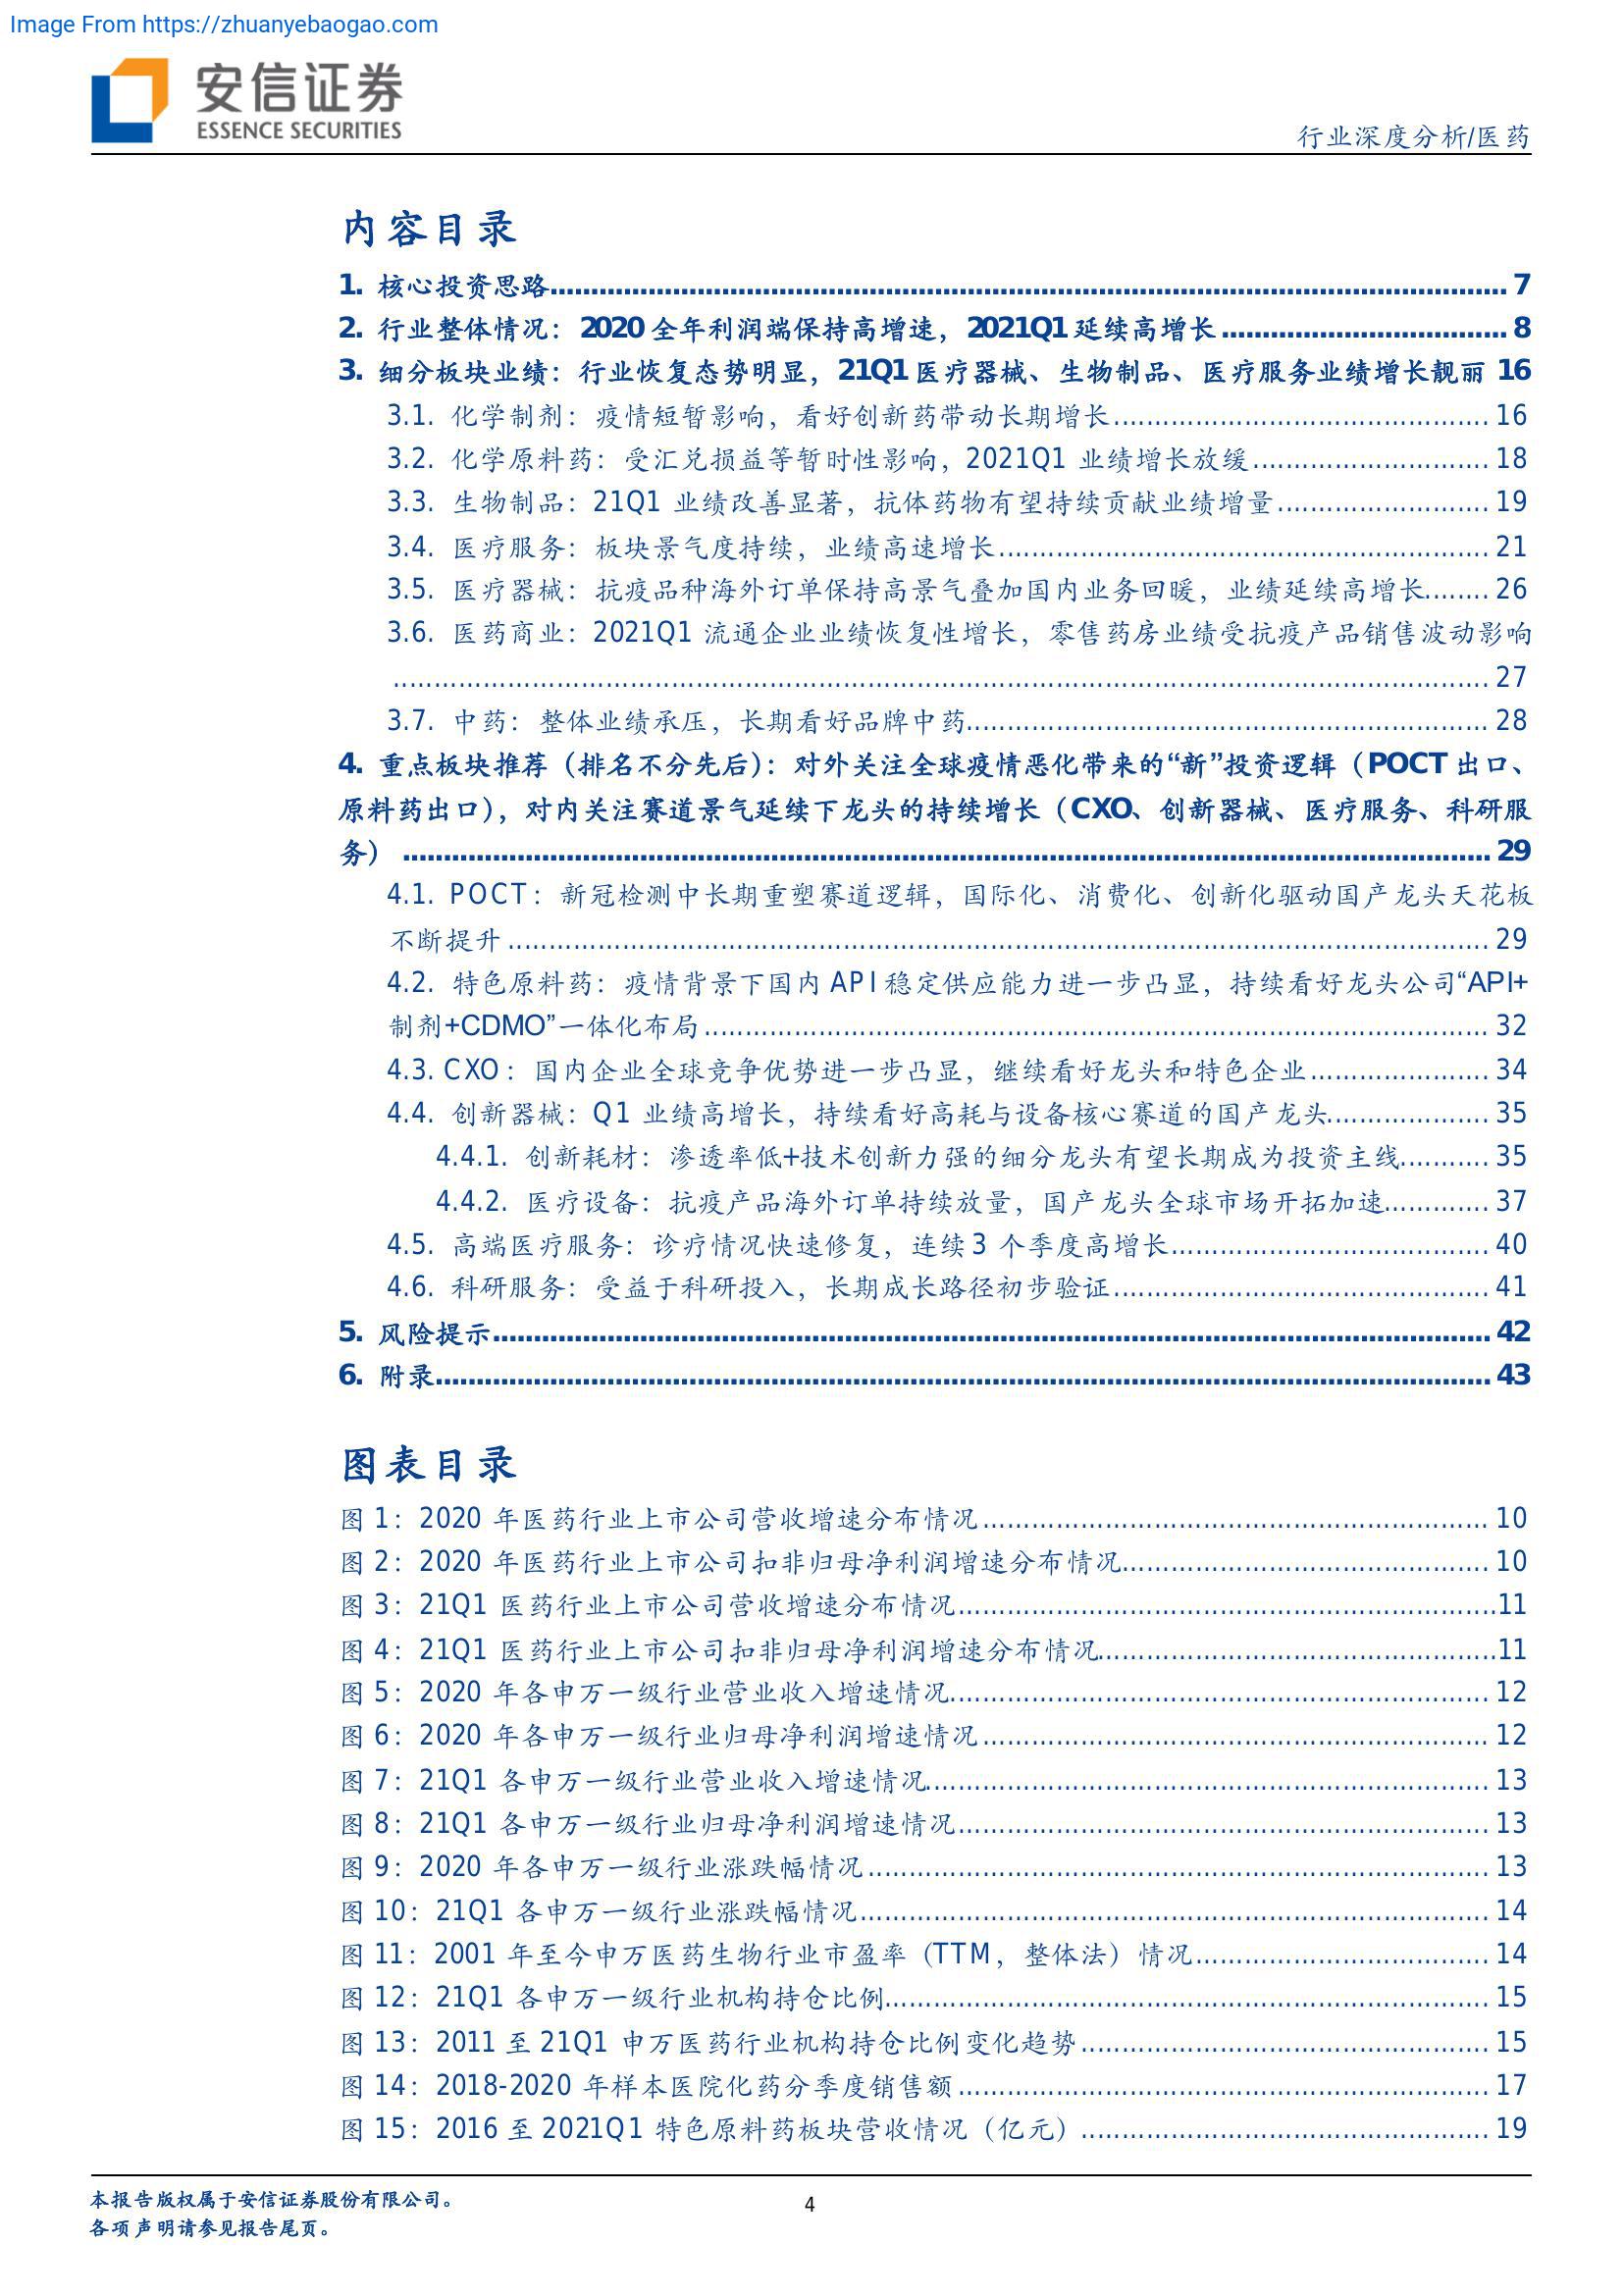 Image From https://zhuanyebaogao.com
安信证券
ESSENCE SECURITIES
行业深度分析/医药
内容目录
1. 核心投资思路 7
2. 行业整体情况：2020 全年利润端保持高增速，2021Q1 延续高增长 8
3. 细分板块业绩：行业恢复态势明显，21Q1 医疗器械、生物制品、医疗服务业绩增长靓丽 16
3.1. 化学制剂：疫情短暂影响，看好创新药带动长期增长 16
3.2. 化学原料药：受汇兑损益等暂时性影响，2021Q1 业绩增长放缓 18
3.3. 生物制品：21Q1 业绩改善显著，抗体药物有望持续贡献业绩增量 19
3.4. 医疗服务：板块景气度持续，业绩高速增长 21
3.5. 医疗器械：抗疫品种海外订单保持高景气叠加国内业务回暖，业绩延续高增长 26
3.6. 医药商业：2021Q1 流通企业业绩恢复性增长，零售药房业绩受抗疫产品销售波动影响
27
3.7. 中药：整体业绩承压，长期看好品牌中药 28
4. 重点板块推荐（排名不分先后）：对外关注全球疫情恶化带来的“新”投资逻辑（POCT 出口、
原料药出口），对内关注赛道景气延续下龙头的持续增长（CXO、创新器械、医疗服务、科研服
务） 29
4.1. POCT：新冠检测中长期重塑赛道逻辑，国际化、消费化、创新化驱动国产龙头天花板
不断提升 29
4.2. 特色原料药：疫情背景下国内 API 稳定供应能力进一步凸显，持续看好龙头公司“API+
制剂+CDMO”一体化布局 32
4.3. CXO：国内企业全球竞争优势进一步凸显，继续看好龙头和特色企业 34
4.4. 创新器械：Q1 业绩高增长，持续看好高耗与设备核心赛道的国产龙头 35
4.4.1. 创新耗材：渗透率低+技术创新力强的细分龙头有望长期成为投资主线 35
4.4.2. 医疗设备：抗疫产品海外订单持续放量，国产龙头全球市场开拓加速 37
4.5. 高端医疗服务：诊疗情况快速修复，连续 3 个季度高增长 40
4.6. 科研服务：受益于科研投入，长期成长路径初步验证 41
5. 风险提示 42
6. 附录 43
图表目录
图 1：2020 年医药行业上市公司营收增速分布情况 10
图 2：2020 年医药行业上市公司扣非归母净利润增速分布情况 10
图 3：21Q1 医药行业上市公司营收增速分布情况 11
图 4：21Q1 医药行业上市公司扣非归母净利润增速分布情况 11
图 5：2020 年各申万一级行业营业收入增速情况 12
图 6：2020 年各申万一级行业归母净利润增速情况 12
图 7：21Q1 各申万一级行业营业收入增速情况 13
图 8：21Q1 各申万一级行业归母净利润增速情况 13
图 9：2020 年各申万一级行业涨跌幅情况 13
图 10：21Q1 各申万一级行业涨跌幅情况 14
图 11：2001 年至今申万医药生物行业市盈率（TTM，整体法）情况 14
图 12：21Q1 各申万一级行业机构持仓比例 15
图 13：2011 至 21Q1 申万医药行业机构持仓比例变化趋势 15
图 14：2018-2020 年样本医院化药分季度销售额 17
图 15：2016 至 2021Q1 特色原料药板块营收情况（亿元） 19
本报告版权属于安信证券股份有限公司。
4
各项声明请参见报告尾页。